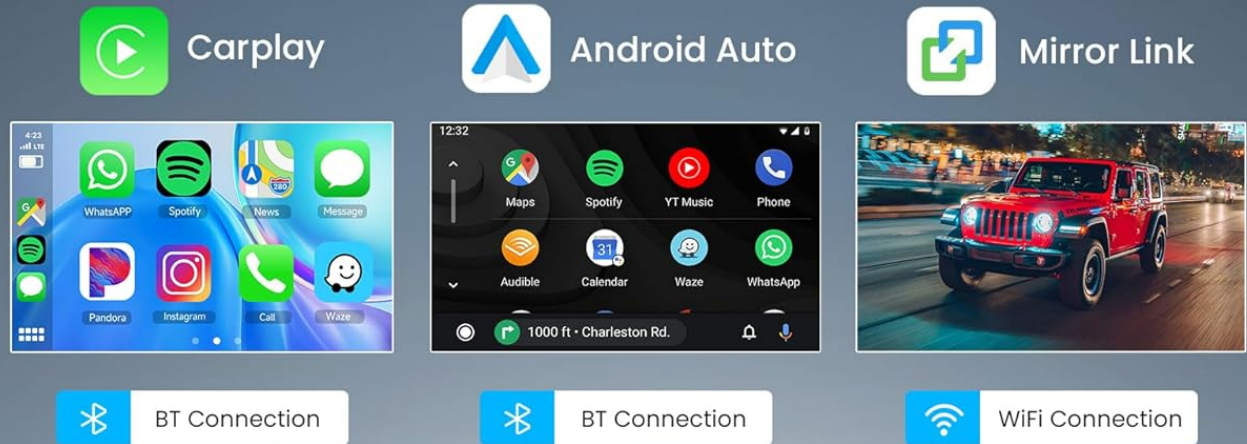 Carplay
Android Auto
Mirror Link
4:23
LTE
WhatsAPP
Spotify
280
News
Message
Pandora
Instagram
Call
Waze
12:32
G
Maps
Spotify
YT Music
Phone
Audible
31
Calendar
Waze
WhatsApp
1000 ft • Charleston Rd.
BT Connection
BT Connection
WiFi Connection